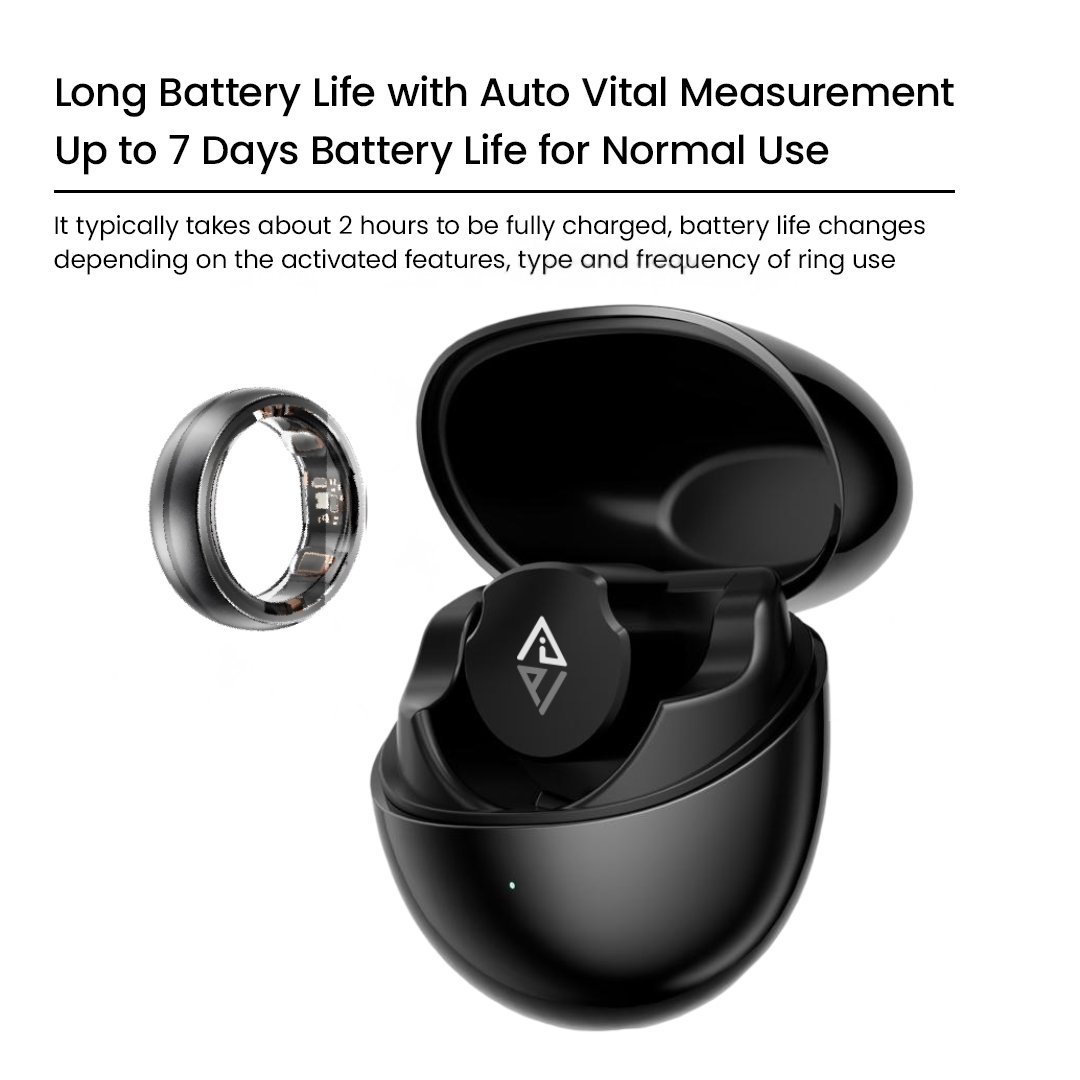 Long Battery Life with Auto Vital Measurement
Up to 7 Days Battery Life for Normal Use
It typically takes about 2 hours to be fully charged, battery life changes
depending on the activated features, type and frequency of ring use